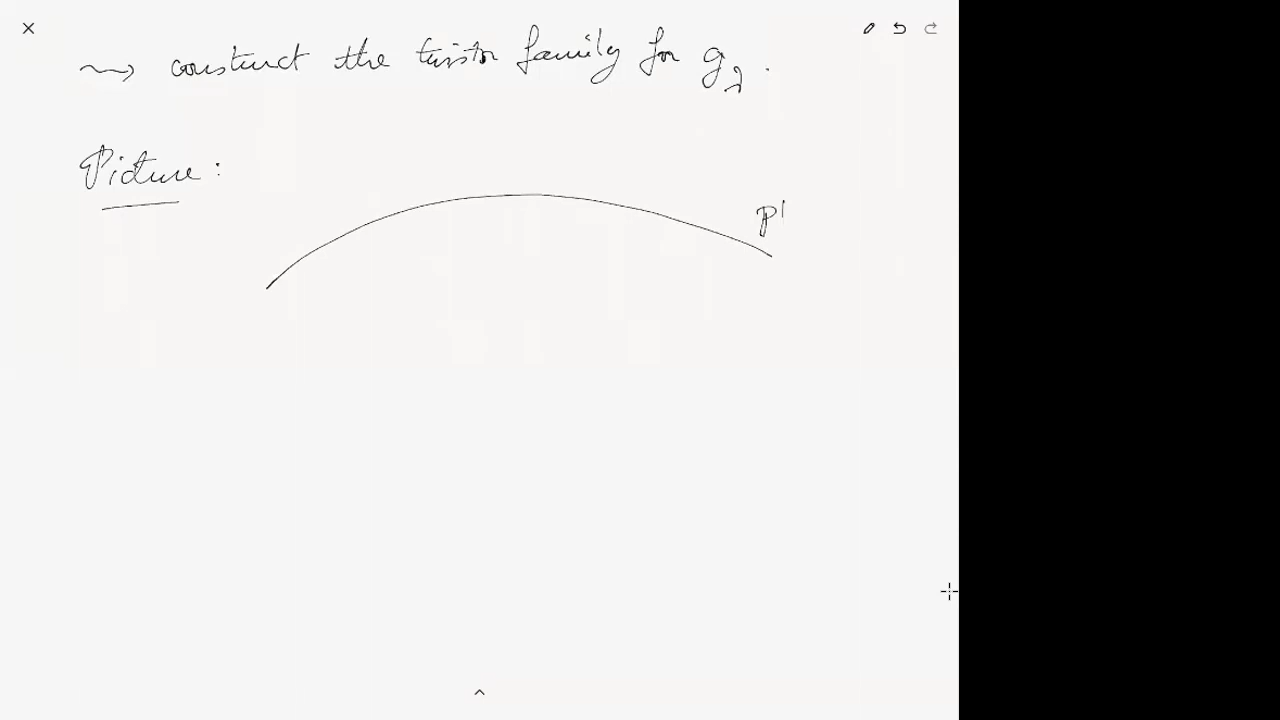 ⇝ construct the twistor family for g_λ.
Picture:
P¹